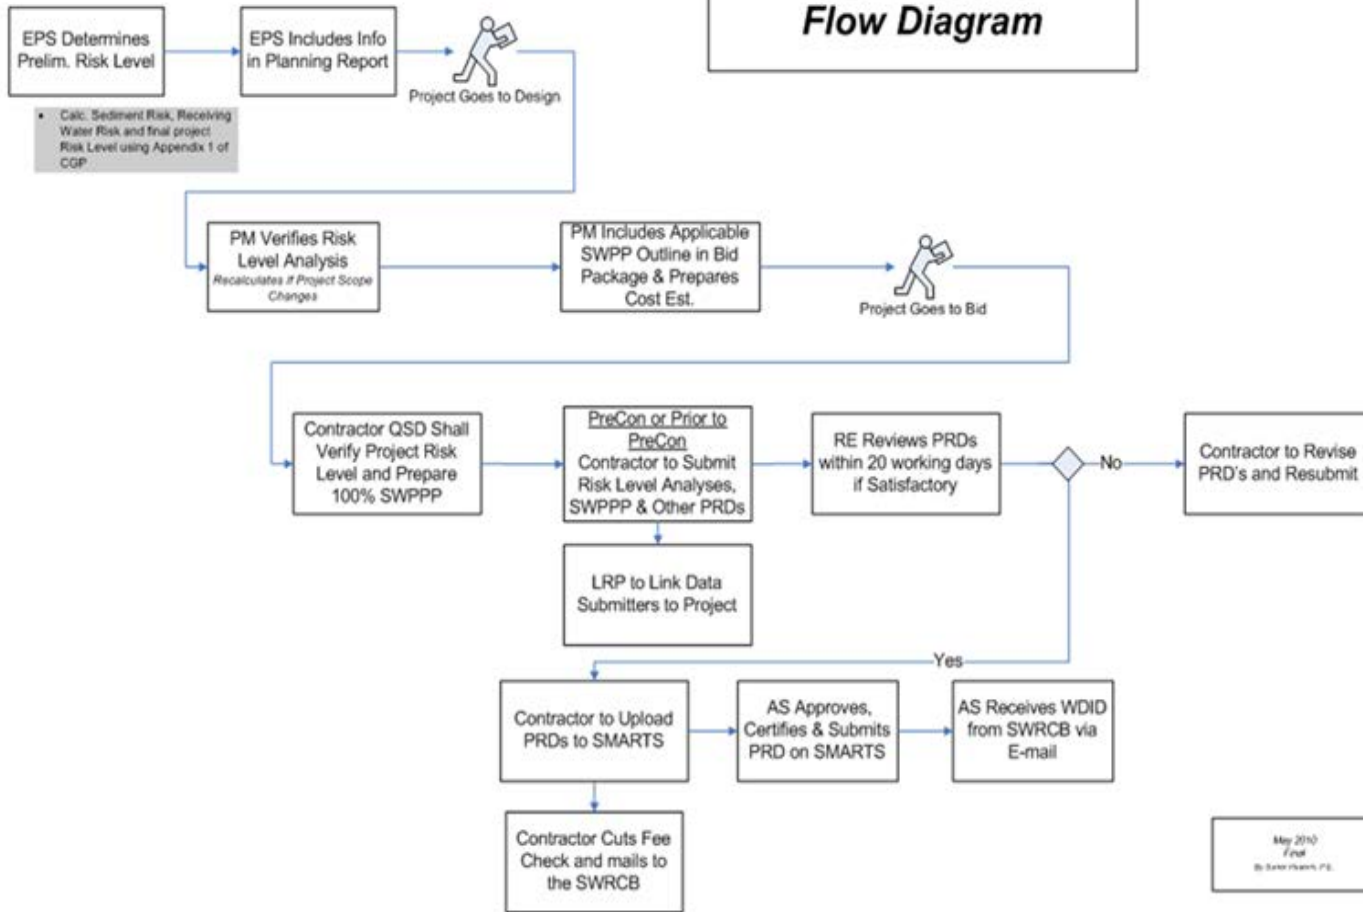 Flow Diagram
EPS Determines
Prelim. Risk Level
EPS Includes Info
in Planning Report
Project Goes to Design
• Calc. Sediment Risk, Receiving
Water Risk and final project
Risk Level using Appendix 1 of
CGP
PM Verifies Risk
Level Analysis
Recalculates if Project Scope
Changes
PM Includes Applicable
SWPP Outline in Bid
Package & Prepares
Cost Est.
Project Goes to Bid
Contractor QSD Shall
Verify Project Risk
Level and Prepare
100% SWPPP
PreCon or Prior to
PreCon
Contractor to Submit
Risk Level Analyses,
SWPPP & Other PRDs
RE Reviews PRDs
within 20 working days
if Satisfactory
No
Contractor to Revise
PRD's and Resubmit
LRP to Link Data
Submitters to Project
Yes
Contractor to Upload
PRDs to SMARTS
AS Approves,
Certifies & Submits
PRD on SMARTS
AS Receives WDID
from SWRCB via
E-mail
Contractor Cuts Fee
Check and mails to
the SWRCB
May 2010
Final
By